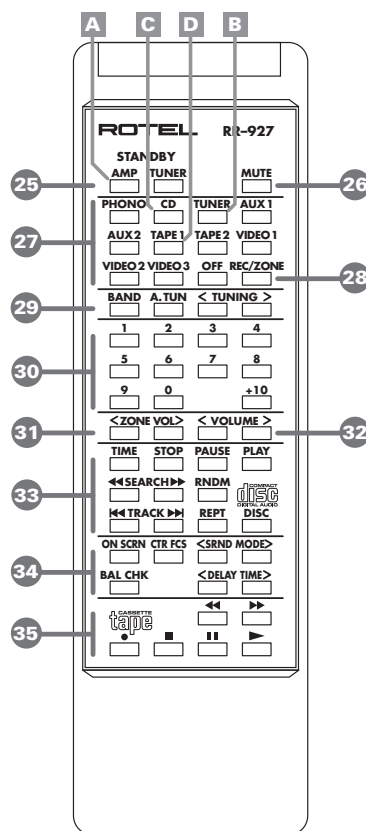 A C D B
ROTEL RR-927
STANDBY
25 AMP TUNER MUTE 26
PHONO CD TUNER AUX 1
27 AUX2 TAPE 1 TAPE 2 VIDEO 1
VIDEO 2 VIDEO 3 OFF REC/ZONE 28
29 BAND A.TUN < TUNING >
1 2 3 4
30 5 6 7 8
9 0 +10
31 <ZONE VOL> < VOLUME > 32
TIME STOP PAUSE PLAY
33 ◀◀SEARCH▶▶ RNDM COMPACT
disc
DIGITAL AUDIO
|◀◀ TRACK ▶▶| REPT DISC
34 ON SCRN CTR FCS <SRND MODE>
BAL CHK <DELAY TIME>
35 CASSETTE ◀◀ ▶▶
tape
● ■ ❚❚ ▶